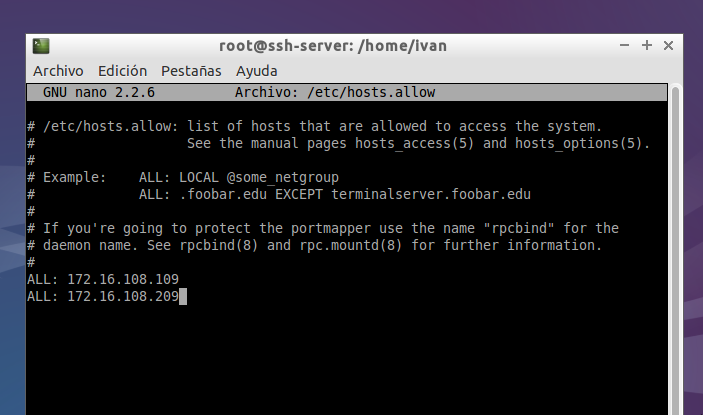 root@ssh-server: /home/ivan
Archivo Edición Pestañas Ayuda
GNU nano 2.2.6 Archivo: /etc/hosts.allow
# /etc/hosts.allow: list of hosts that are allowed to access the system.
# See the manual pages hosts_access(5) and hosts_options(5).
#
# Example: ALL: LOCAL @some_netgroup
# ALL: .foobar.edu EXCEPT terminalserver.foobar.edu
#
# If you're going to protect the portmapper use the name "rpcbind" for the
# daemon name. See rpcbind(8) and rpc.mountd(8) for further information.
#
ALL: 172.16.108.109
ALL: 172.16.108.209